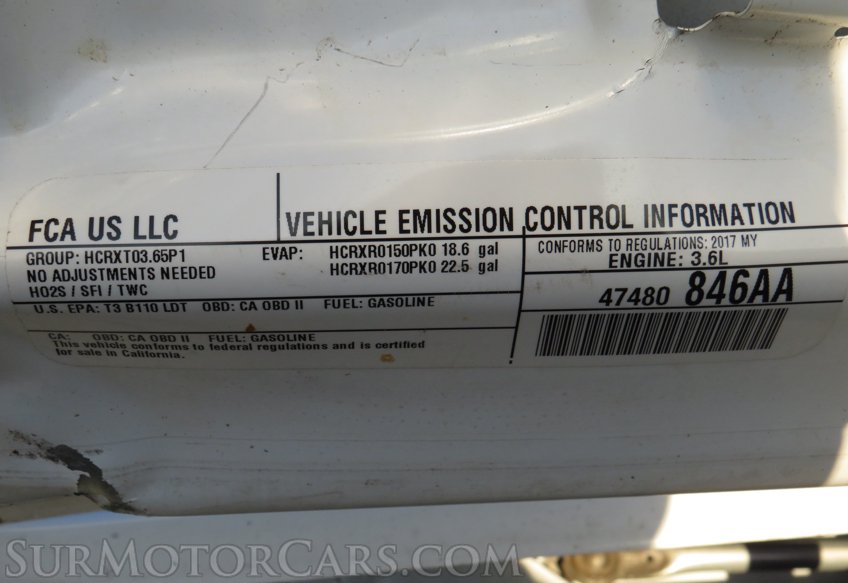 FCA US LLC
VEHICLE EMISSION CONTROL INFORMATION
GROUP: HCRXT03.65P1
NO ADJUSTMENTS NEEDED
HO2S / SFI / TWC
EVAP: HCRXR0150PK0 18.6 gal
HCRXR0170PK0 22.5 gal
CONFORMS TO REGULATIONS: 2017 MY
ENGINE: 3.6L
47480 846AA
U.S. EPA: T3 B110 LDT OBD: CA OBD II FUEL: GASOLINE
CA: OBD: CA OBD II FUEL: GASOLINE
This vehicle conforms to federal regulations and is certified
for sale in California.
SurMotorCars.com